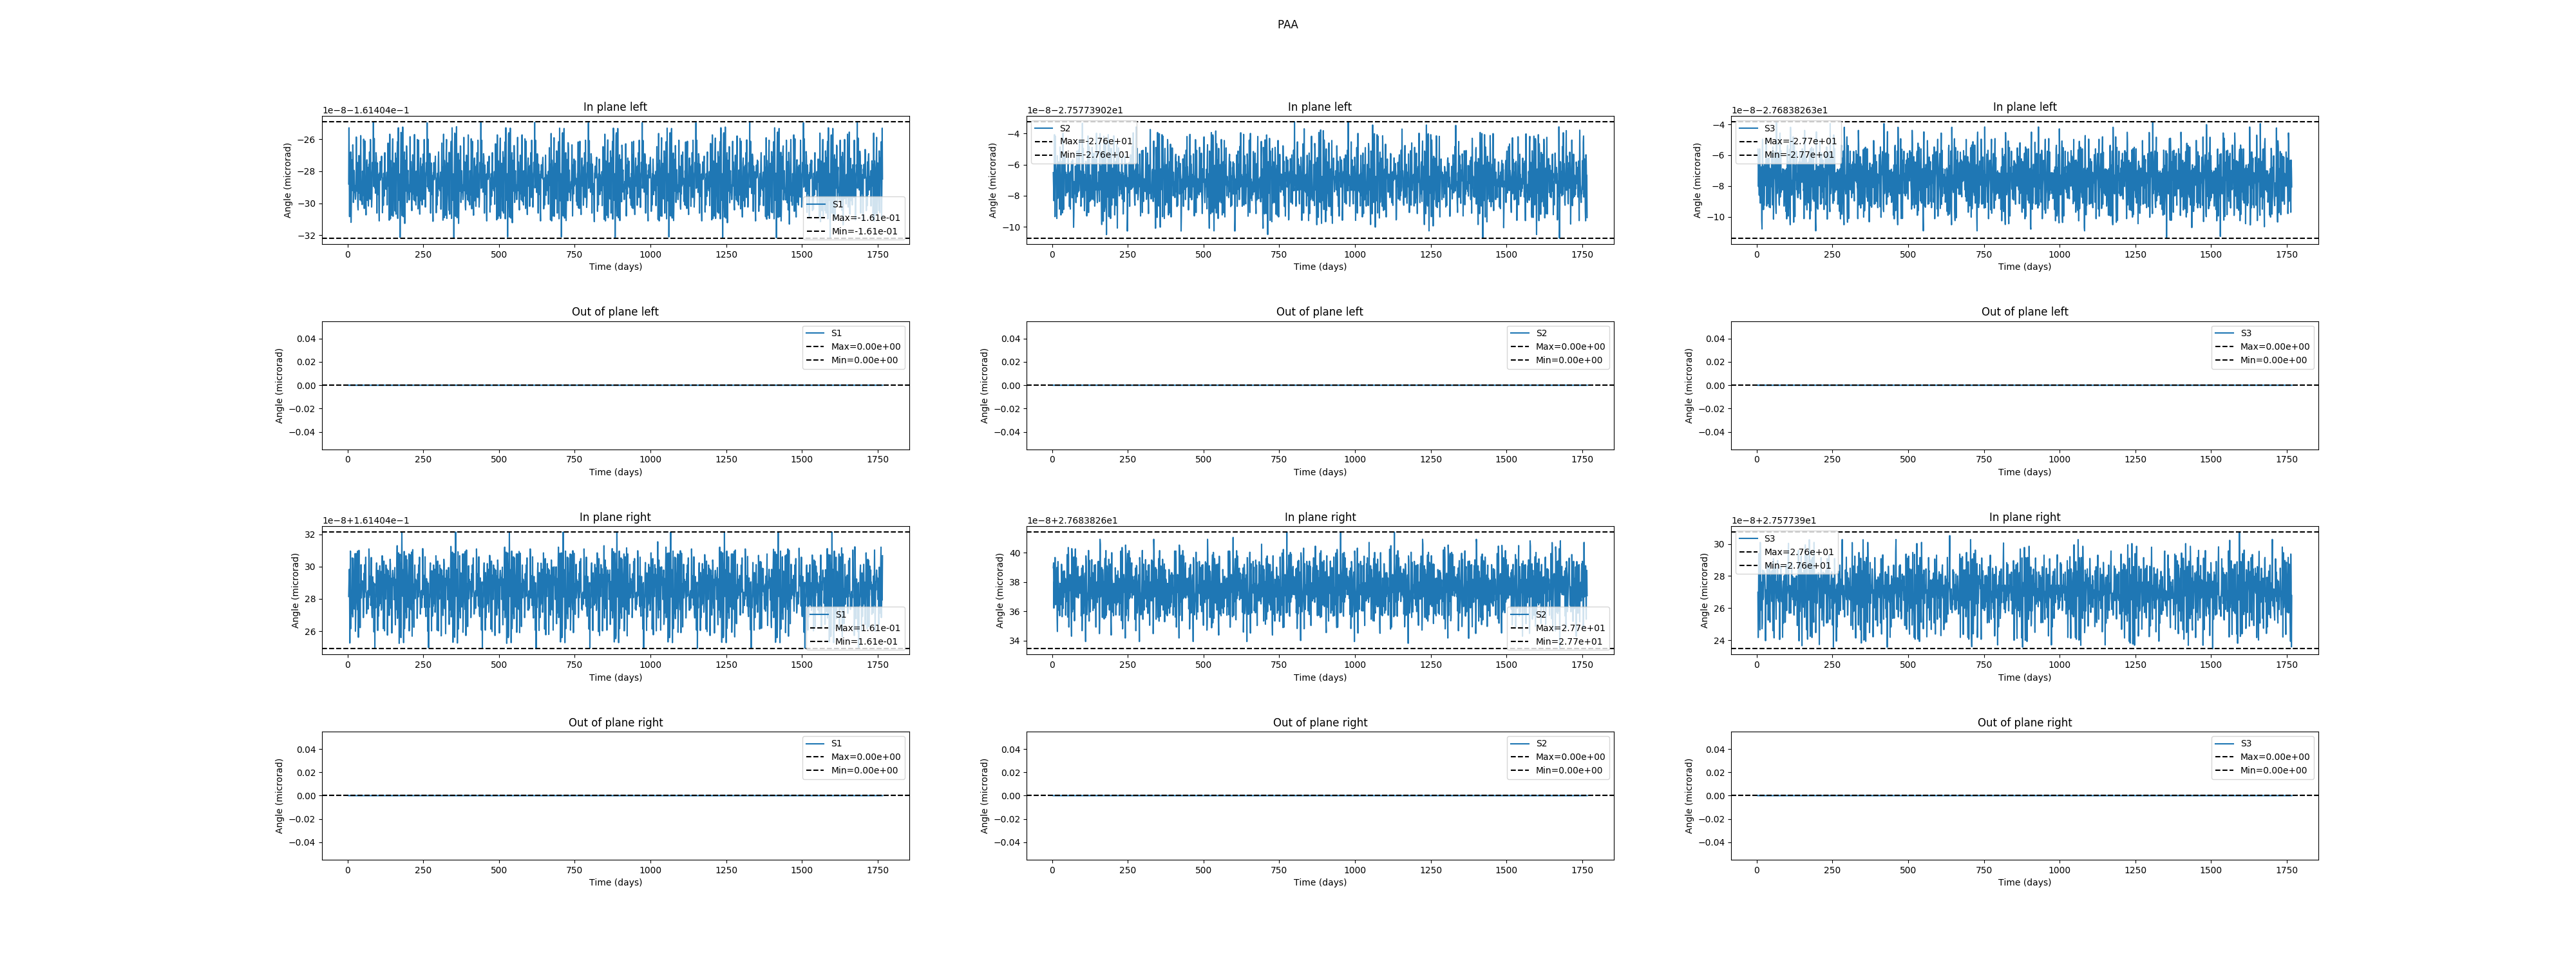 PAA
1e−8−1.61404e−1
In plane left
Angle (microrad)
−26
−28
−30
−32
S1
Max=-1.61e-01
Min=-1.61e-01
0 250 500 750 1000 1250 1500 1750
Time (days)
1e−8−2.75773902e1
In plane left
Angle (microrad)
−4
−6
−8
−10
S2
Max=-2.76e+01
Min=-2.76e+01
0 250 500 750 1000 1250 1500 1750
Time (days)
1e−8−2.76838263e1
In plane left
Angle (microrad)
−4
−6
−8
−10
S3
Max=-2.77e+01
Min=-2.77e+01
0 250 500 750 1000 1250 1500 1750
Time (days)
Out of plane left
Angle (microrad)
0.04
0.02
0.00
−0.02
−0.04
S1
Max=0.00e+00
Min=0.00e+00
0 250 500 750 1000 1250 1500 1750
Time (days)
Out of plane left
Angle (microrad)
0.04
0.02
0.00
−0.02
−0.04
S2
Max=0.00e+00
Min=0.00e+00
0 250 500 750 1000 1250 1500 1750
Time (days)
Out of plane left
Angle (microrad)
0.04
0.02
0.00
−0.02
−0.04
S3
Max=0.00e+00
Min=0.00e+00
0 250 500 750 1000 1250 1500 1750
Time (days)
1e−8+1.61404e−1
In plane right
Angle (microrad)
32
30
28
26
S1
Max=1.61e-01
Min=1.61e-01
0 250 500 750 1000 1250 1500 1750
Time (days)
1e−8+2.7683826e1
In plane right
Angle (microrad)
40
38
36
34
S2
Max=2.77e+01
Min=2.77e+01
0 250 500 750 1000 1250 1500 1750
Time (days)
1e−8+2.757739e1
In plane right
Angle (microrad)
30
28
26
24
S3
Max=2.76e+01
Min=2.76e+01
0 250 500 750 1000 1250 1500 1750
Time (days)
Out of plane right
Angle (microrad)
0.04
0.02
0.00
−0.02
−0.04
S1
Max=0.00e+00
Min=0.00e+00
0 250 500 750 1000 1250 1500 1750
Time (days)
Out of plane right
Angle (microrad)
0.04
0.02
0.00
−0.02
−0.04
S2
Max=0.00e+00
Min=0.00e+00
0 250 500 750 1000 1250 1500 1750
Time (days)
Out of plane right
Angle (microrad)
0.04
0.02
0.00
−0.02
−0.04
S3
Max=0.00e+00
Min=0.00e+00
0 250 500 750 1000 1250 1500 1750
Time (days)